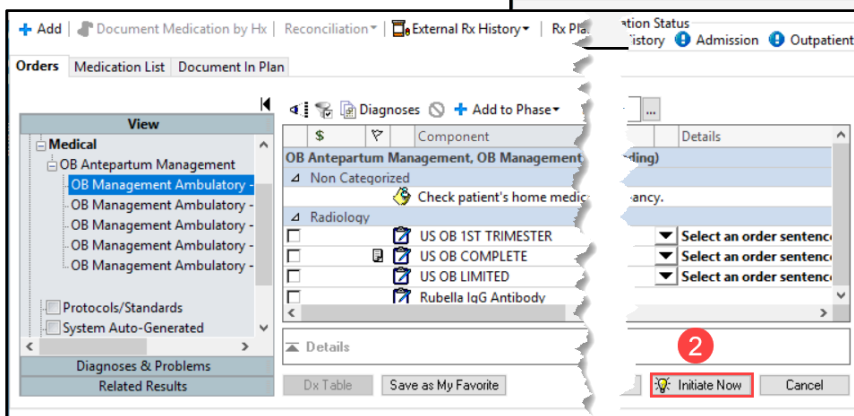 + Add | Document Medication by Hx | Reconciliation | External Rx History | Rx Pla
ation Status
istory Admission Outpatient
Orders Medication List Document In Plan
Diagnoses + Add to Phase ...
View
$ Component Details
Medical
OB Antepartum Management, OB Management ding)
OB Antepartum Management
Non Categorized
OB Management Ambulatory -
Check patient's home medic ancy.
OB Management Ambulatory -
Radiology
OB Management Ambulatory -
US OB 1ST TRIMESTER Select an order sentence
OB Management Ambulatory -
US OB COMPLETE Select an order sentence
OB Management Ambulatory -
US OB LIMITED Select an order sentence
Rubella IgG Antibody
Protocols/Standards
System Auto-Generated
Details
2
Diagnoses & Problems
Related Results
Dx Table Save as My Favorite Initiate Now Cancel